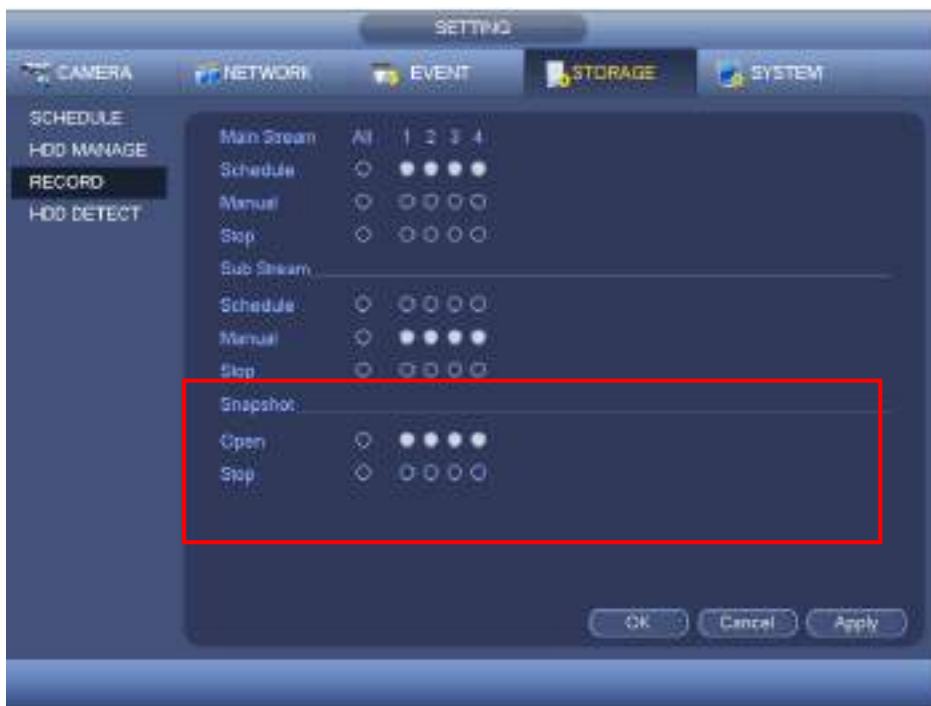 SETTING
CAMERA NETWORK EVENT STORAGE SYSTEM
SCHEDULE
HDD MANAGE
RECORD
HDD DETECT
Main Stream All 1 2 3 4
Schedule
Manual
Stop
Sub Stream
Schedule
Manual
Stop
Snapshot
Open
Stop
OK Cancel Apply